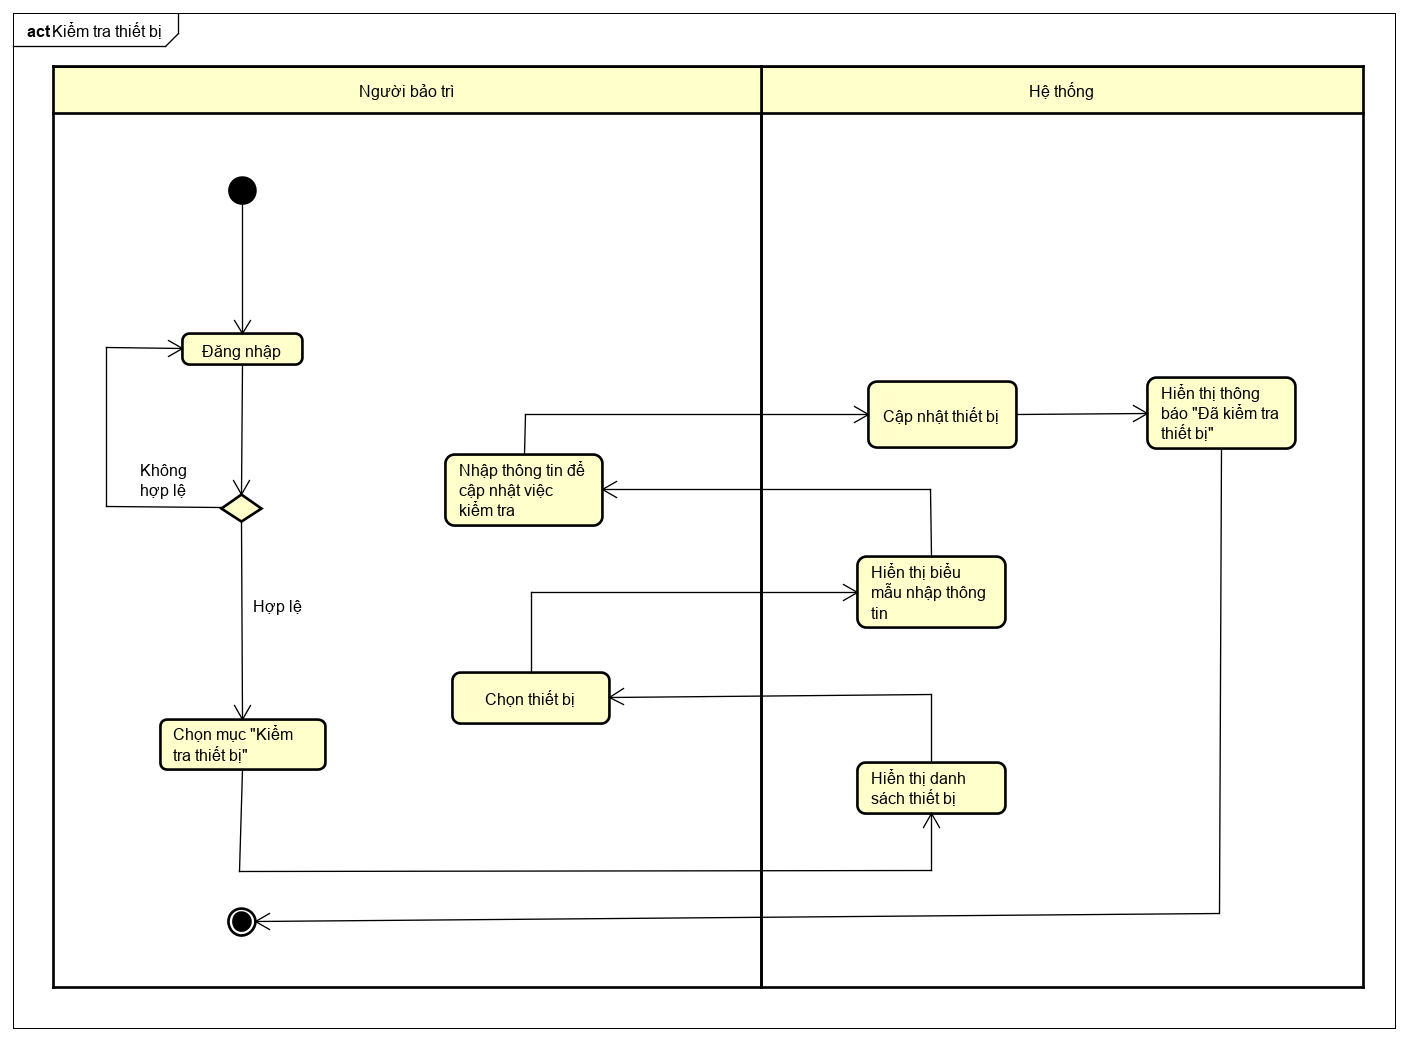 act Kiểm tra thiết bị
Người bảo trì
Hệ thống
Đăng nhập
Không
hợp lệ
Hợp lệ
Chọn mục "Kiểm
tra thiết bị"
Nhập thông tin để
cập nhật việc
kiểm tra
Chọn thiết bị
Cập nhật thiết bị
Hiển thị thông
báo "Đã kiểm tra
thiết bị"
Hiển thị biểu
mẫu nhập thông
tin
Hiển thị danh
sách thiết bị